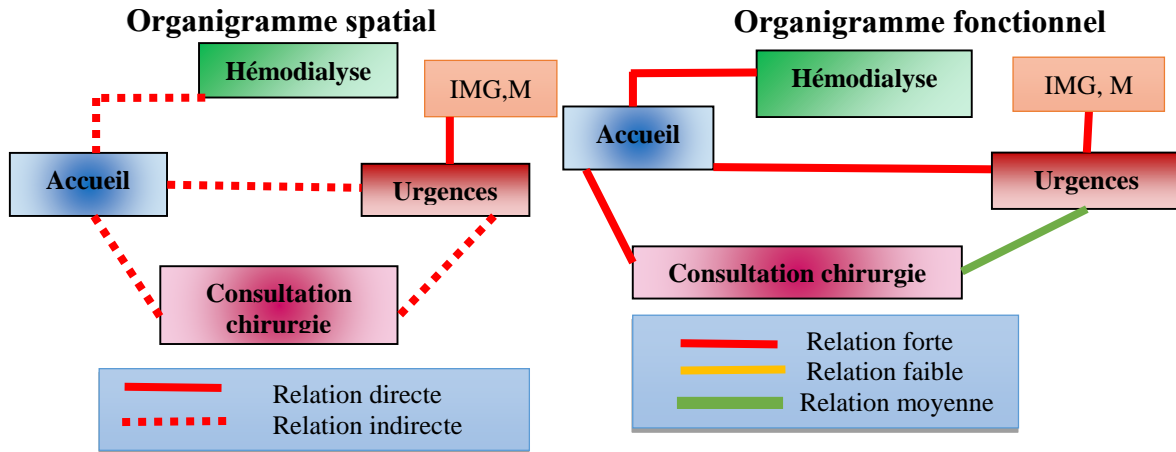 Organigramme spatial
Hémodialyse
IMG,M
Accueil
Urgences
Consultation
chirurgie
Relation directe
Relation indirecte
Organigramme fonctionnel
Hémodialyse
IMG, M
Accueil
Urgences
Consultation chirurgie
Relation forte
Relation faible
Relation moyenne